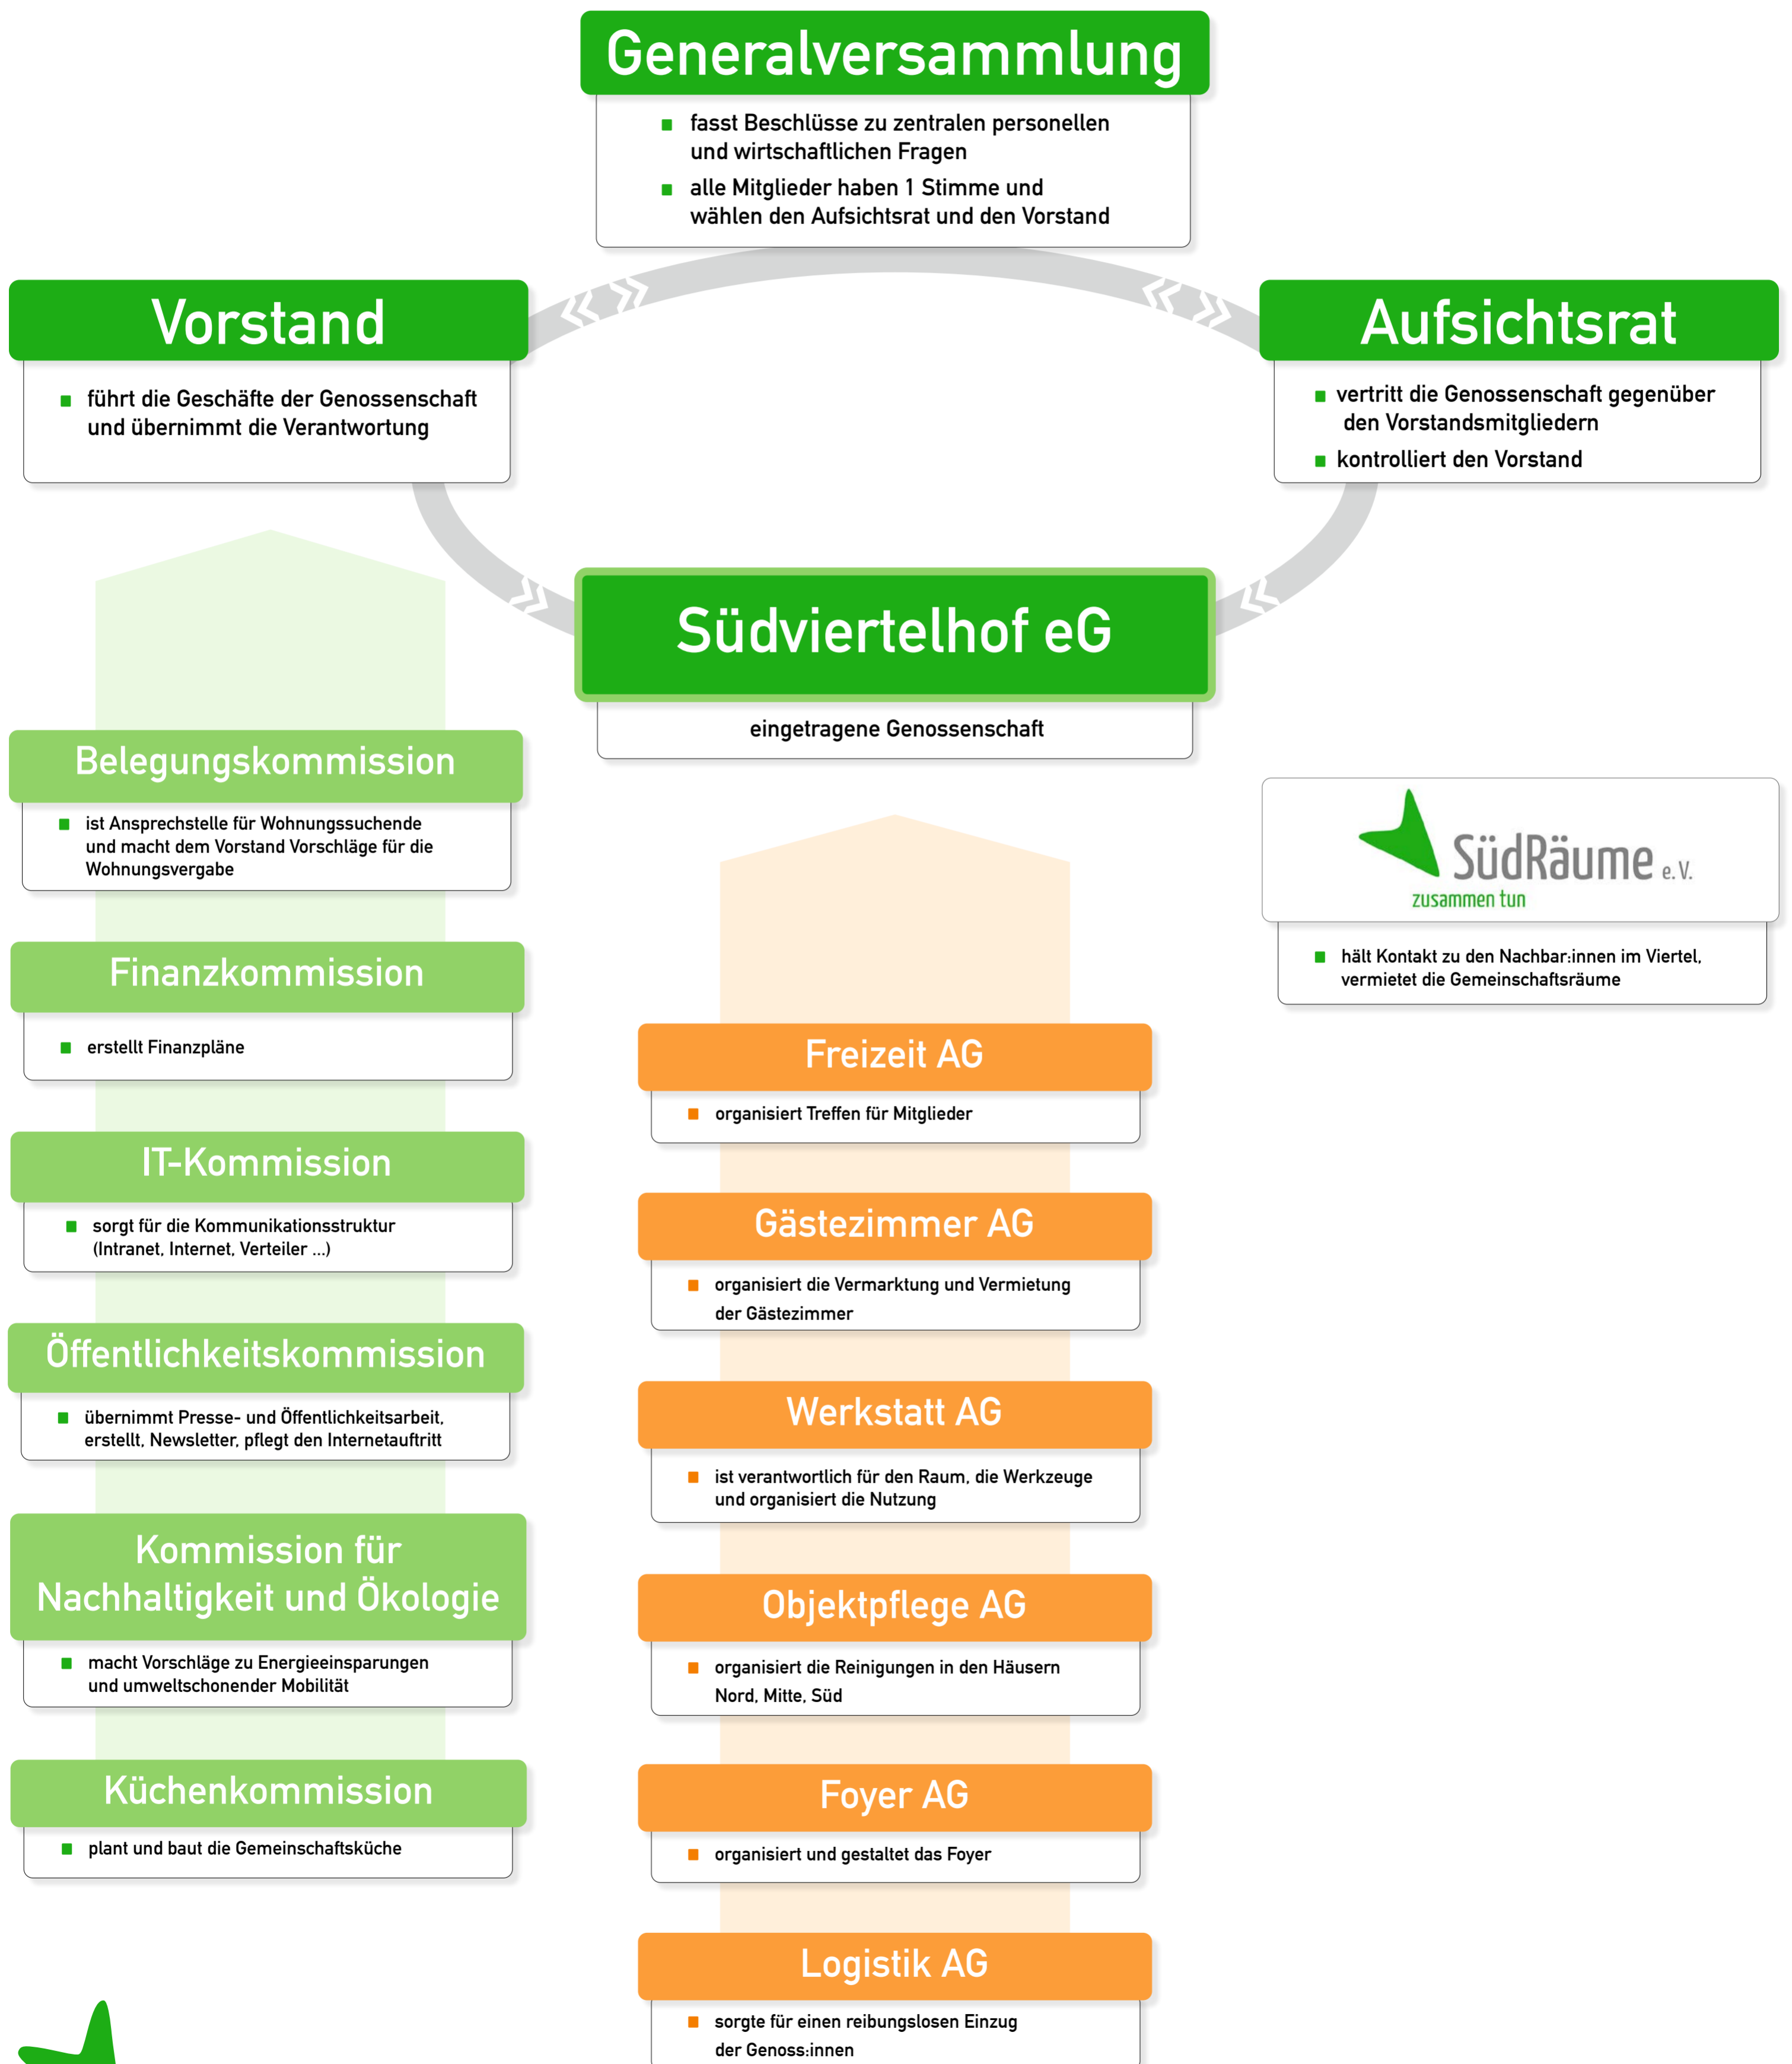 Generalversammlung
fasst Beschlüsse zu zentralen personellen
und wirtschaftlichen Fragen
alle Mitglieder haben 1 Stimme und
wählen den Aufsichtsrat und den Vorstand
Vorstand
führt die Geschäfte der Genossenschaft
und übernimmt die Verantwortung
Aufsichtsrat
vertritt die Genossenschaft gegenüber
den Vorstandsmitgliedern
kontrolliert den Vorstand
Südviertelhof eG
eingetragene Genossenschaft
Belegungskommission
ist Ansprechstelle für Wohnungssuchende
und macht dem Vorstand Vorschläge für die
Wohnungsvergabe
Finanzkommission
erstellt Finanzpläne
IT-Kommission
sorgt für die Kommunikationsstruktur
(Intranet, Internet, Verteiler ...)
Öffentlichkeitskommission
übernimmt Presse- und Öffentlichkeitsarbeit,
erstellt, Newsletter, pflegt den Internetauftritt
Kommission für
Nachhaltigkeit und Ökologie
macht Vorschläge zu Energieeinsparungen
und umweltschonender Mobilität
Küchenkommission
plant und baut die Gemeinschaftsküche
Freizeit AG
organisiert Treffen für Mitglieder
Gästezimmer AG
organisiert die Vermarktung und Vermietung
der Gästezimmer
Werkstatt AG
ist verantwortlich für den Raum, die Werkzeuge
und organisiert die Nutzung
Objektpflege AG
organisiert die Reinigungen in den Häusern
Nord, Mitte, Süd
Foyer AG
organisiert und gestaltet das Foyer
Logistik AG
sorgte für einen reibungslosen Einzug
der Genoss:innen
SüdRäume e.V.
zusammen tun
hält Kontakt zu den Nachbar:innen im Viertel,
vermietet die Gemeinschaftsräume